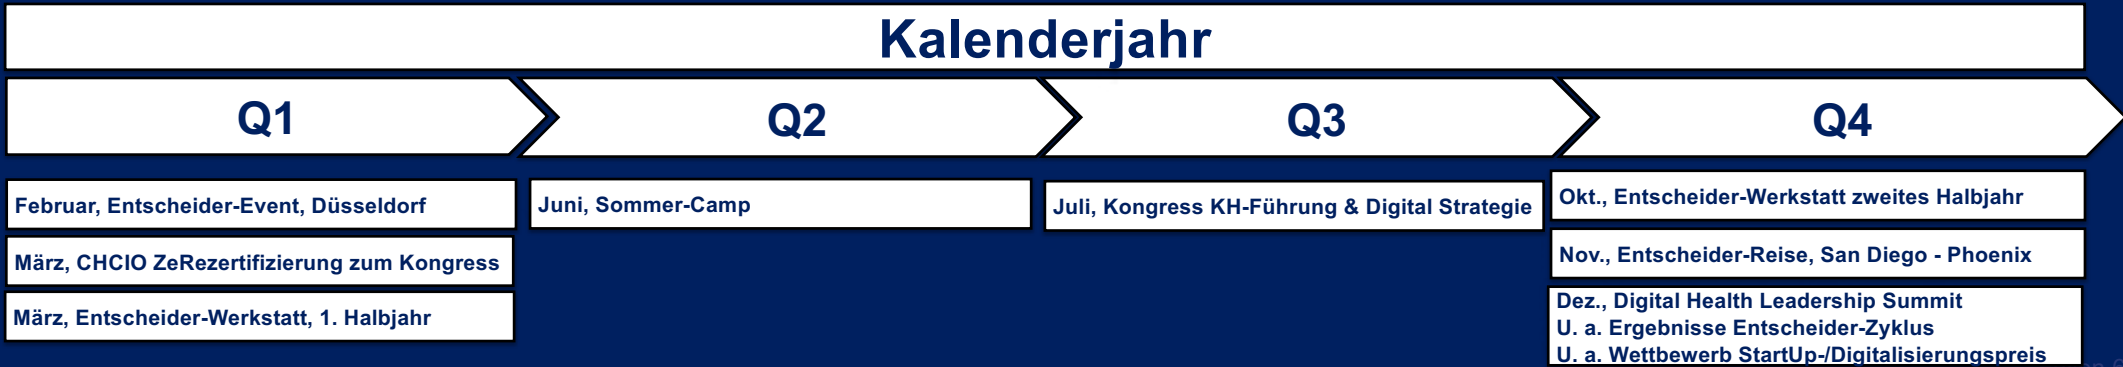 Kalenderjahr
Q1
Q2
Q3
Q4
Februar, Entscheider-Event, Düsseldorf
März, CHCIO ZeRezertifizierung zum Kongress
März, Entscheider-Werkstatt, 1. Halbjahr
Juni, Sommer-Camp
Juli, Kongress KH-Führung & Digital Strategie
Okt., Entscheider-Werkstatt zweites Halbjahr
Nov., Entscheider-Reise, San Diego - Phoenix
Dez., Digital Health Leadership Summit
U. a. Ergebnisse Entscheider-Zyklus
U. a. Wettbewerb StartUp-/Digitalisierungspreis